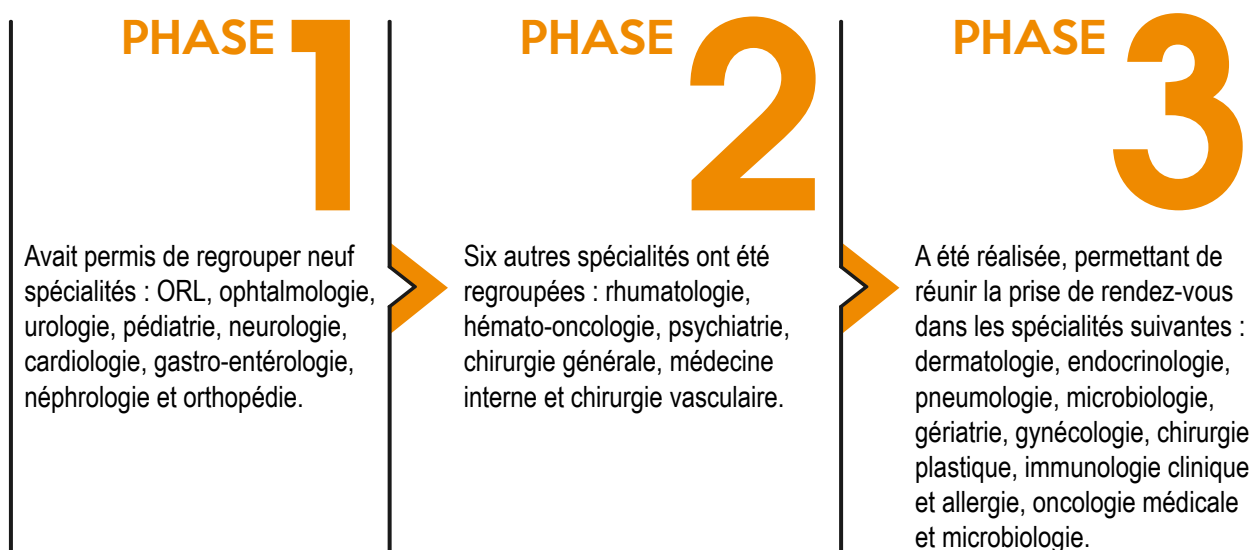 PHASE 1
Avait permis de regrouper neuf
spécialités : ORL, ophtalmologie,
urologie, pédiatrie, neurologie,
cardiologie, gastro-entérologie,
néphrologie et orthopédie.
PHASE 2
Six autres spécialités ont été
regroupées : rhumatologie,
hémato-oncologie, psychiatrie,
chirurgie générale, médecine
interne et chirurgie vasculaire.
PHASE 3
A été réalisée, permettant de
réunir la prise de rendez-vous
dans les spécialités suivantes :
dermatologie, endocrinologie,
pneumologie, microbiologie,
gériatrie, gynécologie, chirurgie
plastique, immunologie clinique
et allergie, oncologie médicale
et microbiologie.